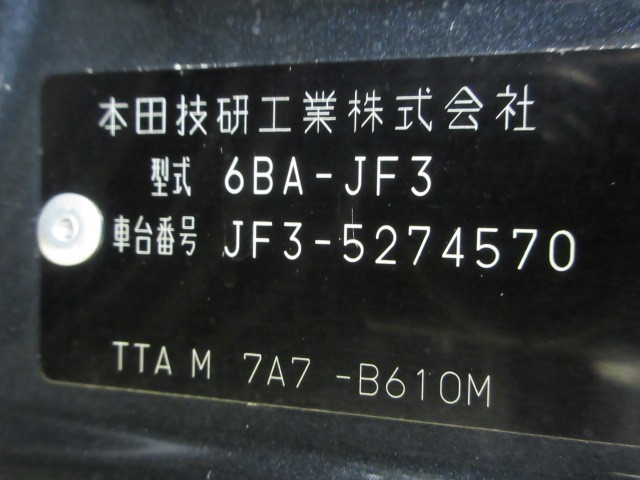 本田技研工業株式会社
型式 6BA-JF3
車台番号 JF3-5274570
TTA M 7A7 -B610M